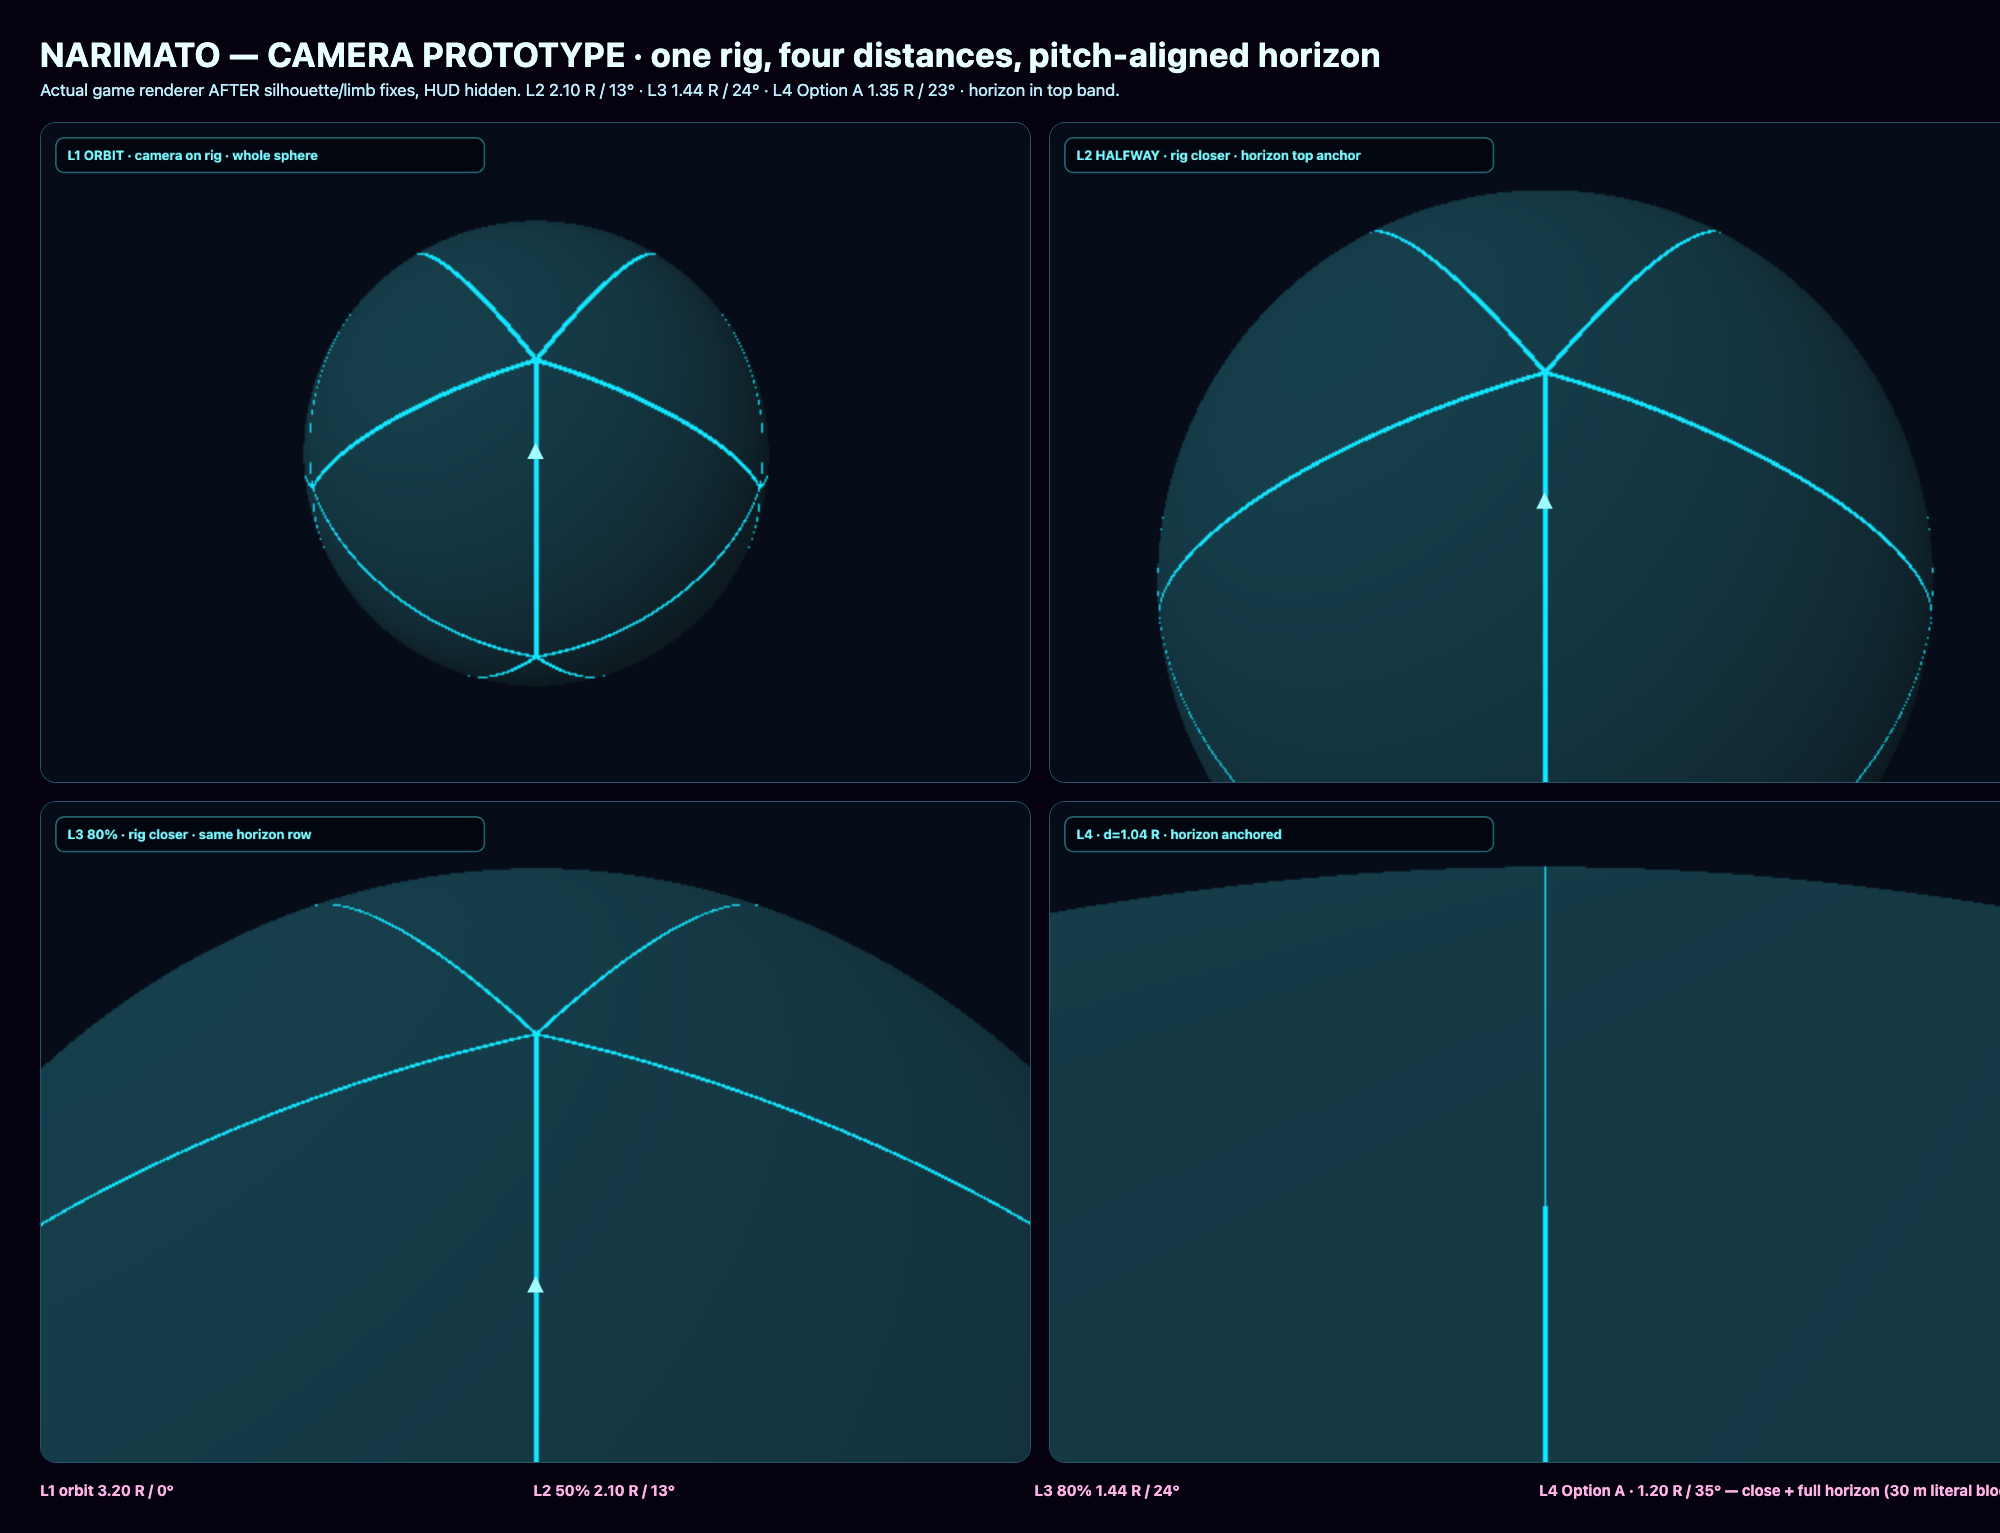 NARIMATO — CAMERA PROTOTYPE · one rig, four distances, pitch-aligned horizon
Actual game renderer AFTER silhouette/limb fixes, HUD hidden. L2 2.10 R / 13° · L3 1.44 R / 24° · L4 Option A 1.35 R / 23° · horizon in top band.
L1 ORBIT · camera on rig · whole sphere
L2 HALFWAY · rig closer · horizon top anchor
L3 80% · rig closer · same horizon row
L4 · d=1.04 R · horizon anchored
L1 orbit 3.20 R / 0°
L2 50% 2.10 R / 13°
L3 80% 1.44 R / 24°
L4 Option A · 1.20 R / 35° — close + full horizon (30 m literal